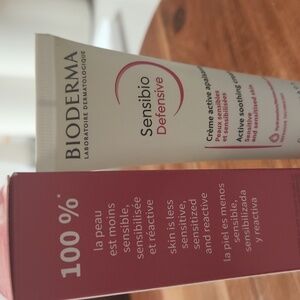 BIODERMA
LABORATOIRE DERMATOLOGIQUE
Sensibio
Defensive
Crème active apaisante
Peaux sensibles
et sensibilisées
Active soothing
Sensitive
and sensitised skin
100 %*
la peau
est moins
sensible,
sensibilisée
et réactive
skin is less
sensitive,
sensitized
and reactive
la piel es menos
sensible,
sensibilizada
y reactiva